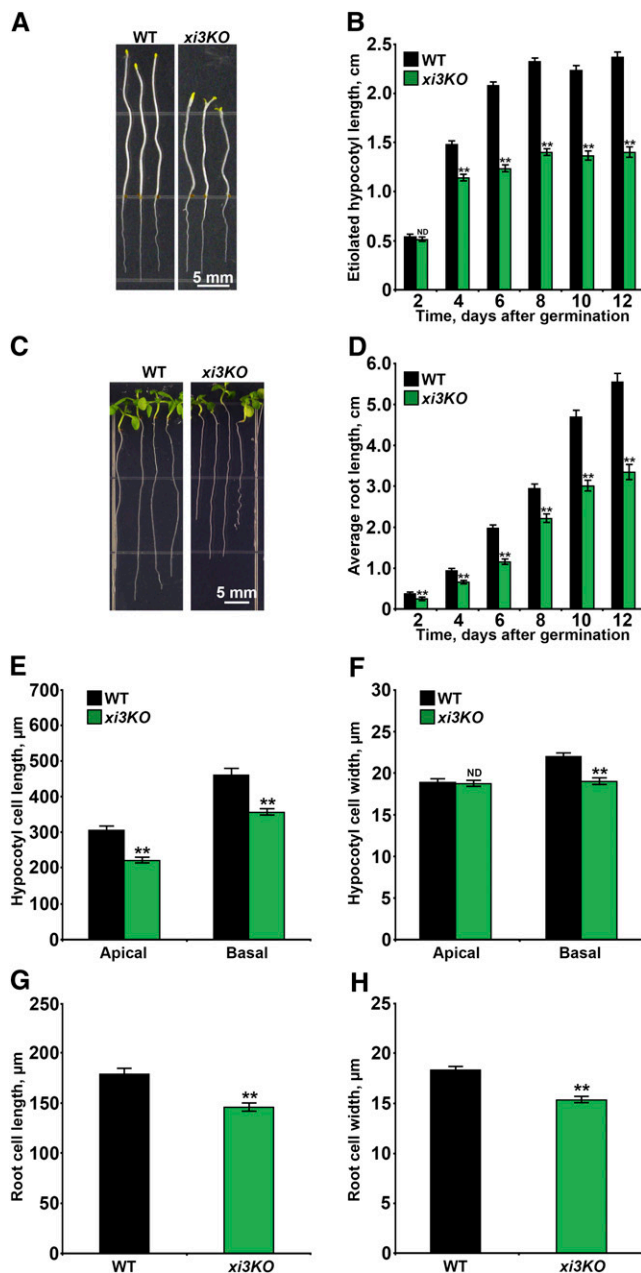 A
WT
xi3KO
5 mm
B
Etiolated hypocotyl length, cm
2.5
2.0
1.5
1.0
0.5
0
WT
xi3KO
ND
**
**
**
**
**
2 4 6 8 10 12
Time, days after germination
C
WT
xi3KO
5 mm
D
Average root length, cm
6.0
5.0
4.0
3.0
2.0
1.0
0
WT
xi3KO
**
**
**
**
**
**
2 4 6 8 10 12
Time, days after germination
E
Hypocotyl cell length, µm
700
600
500
400
300
200
100
0
WT
xi3KO
**
**
Apical Basal
F
Hypocotyl cell width, µm
30
25
20
15
10
5
0
WT
xi3KO
ND
**
Apical Basal
G
Root cell length, µm
250
200
150
100
50
0
**
WT xi3KO
H
Root cell width, µm
25
20
15
10
5
0
**
WT xi3KO